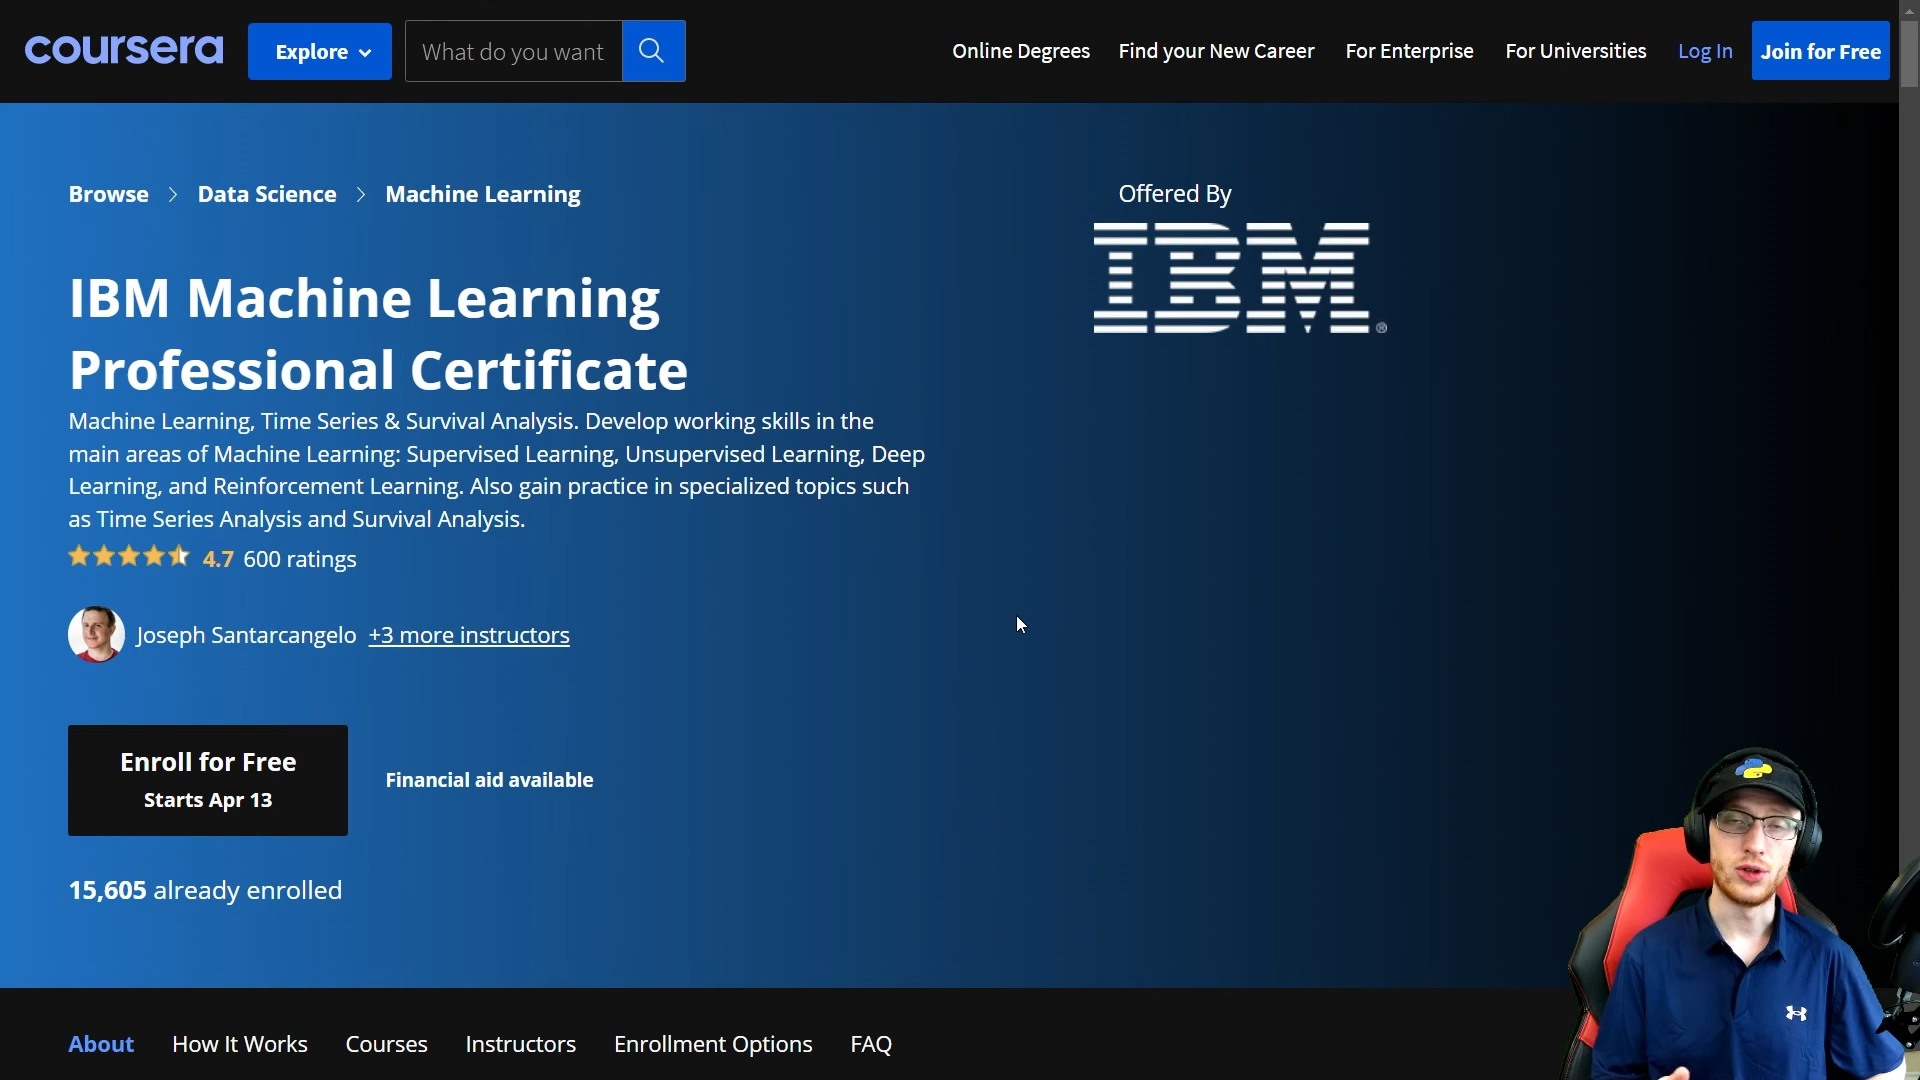 coursera
Explore
What do you want
Online Degrees
Find your New Career
For Enterprise
For Universities
Log In
Join for Free
Browse > Data Science > Machine Learning
Offered By
IBM®
IBM Machine Learning
Professional Certificate
Machine Learning, Time Series & Survival Analysis. Develop working skills in the
main areas of Machine Learning: Supervised Learning, Unsupervised Learning, Deep
Learning, and Reinforcement Learning. Also gain practice in specialized topics such
as Time Series Analysis and Survival Analysis.
4.7 600 ratings
Joseph Santarcangelo +3 more instructors
Enroll for Free
Starts Apr 13
Financial aid available
15,605 already enrolled
About
How It Works
Courses
Instructors
Enrollment Options
FAQ